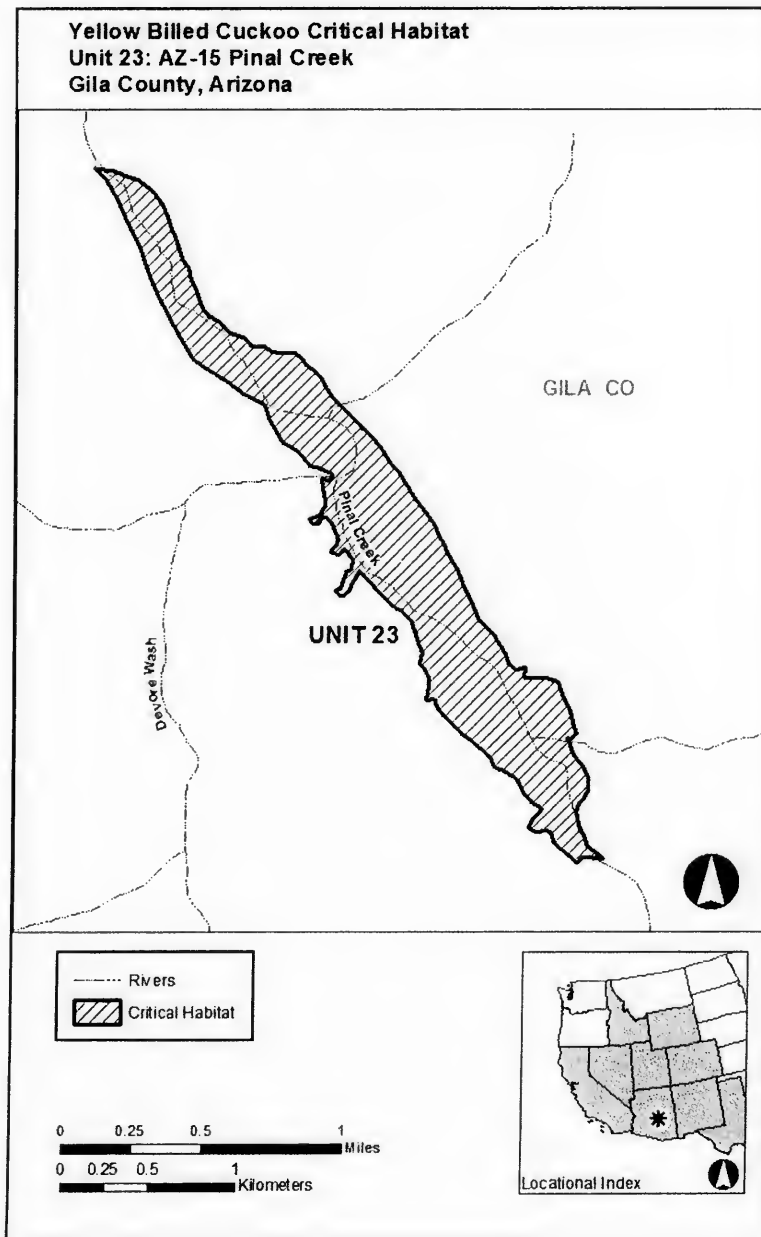 Yellow Billed Cuckoo Critical Habitat
Unit 23: AZ-15 Pinal Creek
Gila County, Arizona
GILA CO
Pinal Creek
UNIT 23
Devore Wash
Rivers
Critical Habitat
0 0.25 0.5 1
Miles
0 0.25 0.5 1
Kilometers
Locational Index